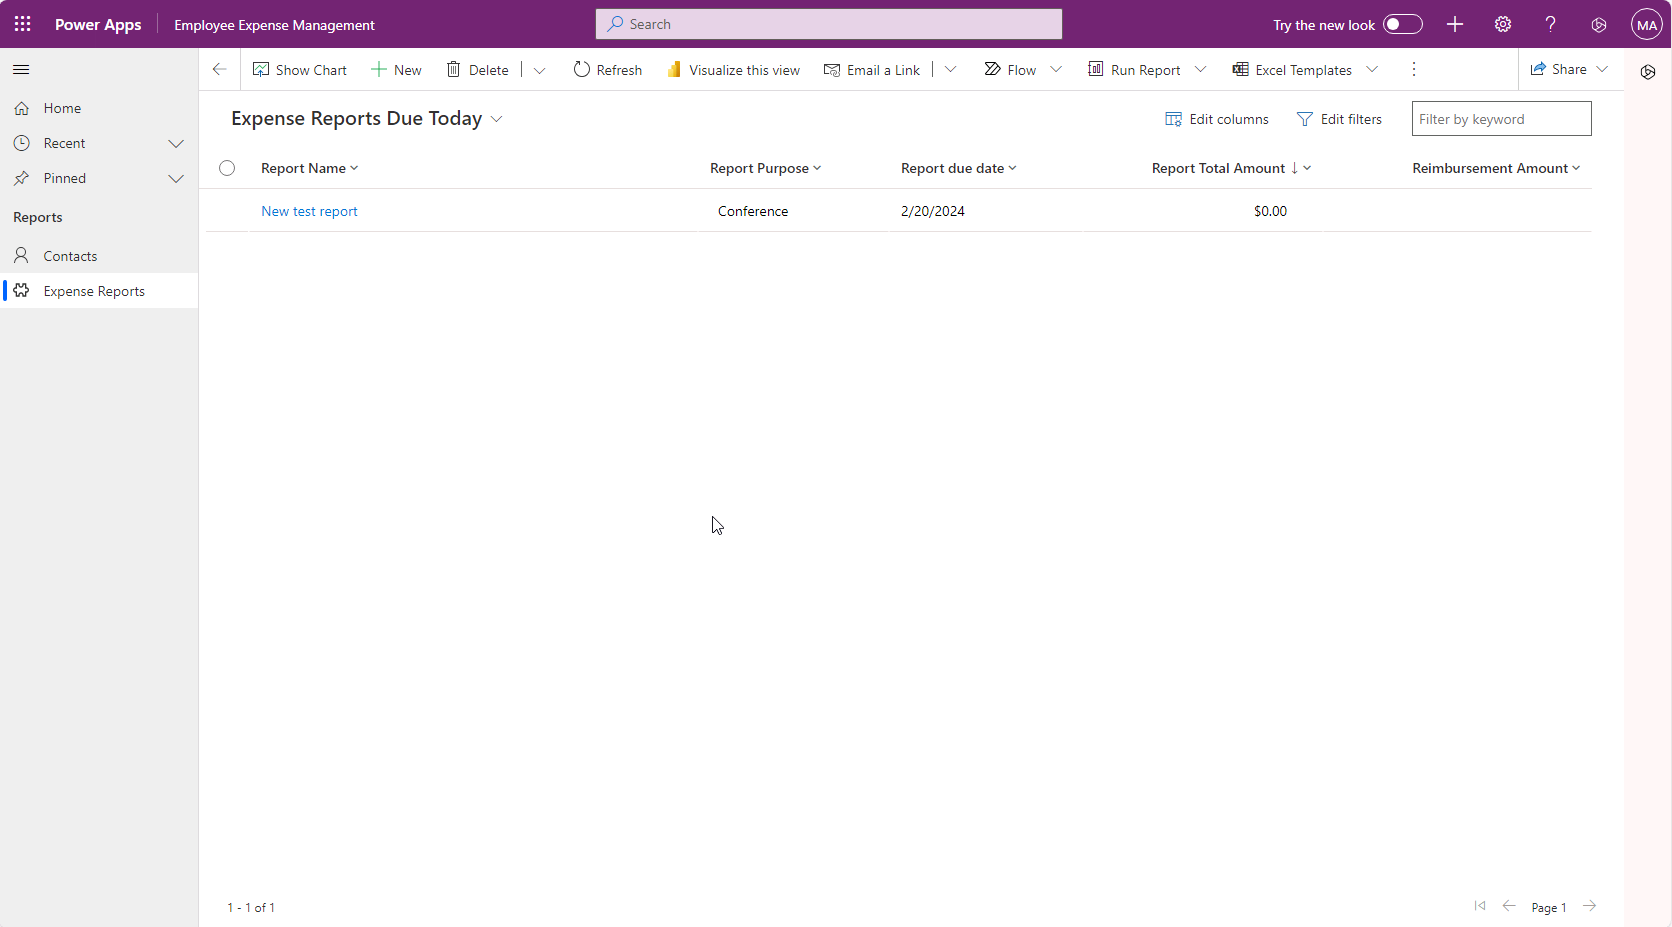 Power Apps
Employee Expense Management
Search
Try the new look
MA
Show Chart
New
Delete
Refresh
Visualize this view
Email a Link
Flow
Run Report
Excel Templates
Share
Home
Recent
Pinned
Reports
Contacts
Expense Reports
Expense Reports Due Today
Edit columns
Edit filters
Filter by keyword
Report Name
Report Purpose
Report due date
Report Total Amount ↓
Reimbursement Amount
New test report
Conference
2/20/2024
$0.00
1 - 1 of 1
Page 1